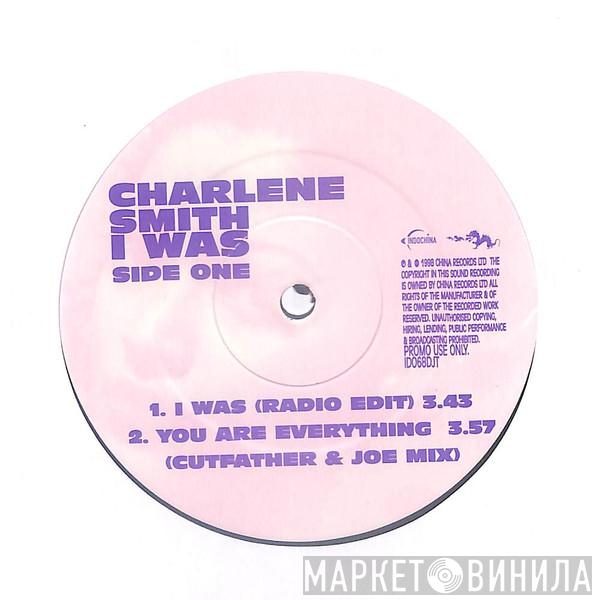 CHARLENE
SMITH
I WAS
SIDE ONE
INDOCHINA
℗ & © 1998 CHINA RECORDS LTD THE
COPYRIGHT IN THIS SOUND RECORDING
IS OWNED BY CHINA RECORDS LTD ALL
RIGHTS OF THE MANUFACTURER & OF
THE OWNER OF THE RECORDED WORK
RESERVED. UNAUTHORISED COPYING,
HIRING, LENDING, PUBLIC PERFORMANCE
& BROADCASTING PROHIBITED.
PROMO USE ONLY.
IDO68DJT
1. I WAS (RADIO EDIT) 3.43
2. YOU ARE EVERYTHING 3.57
(CUTFATHER & JOE MIX)
МАРКЕТ ВИНИЛА